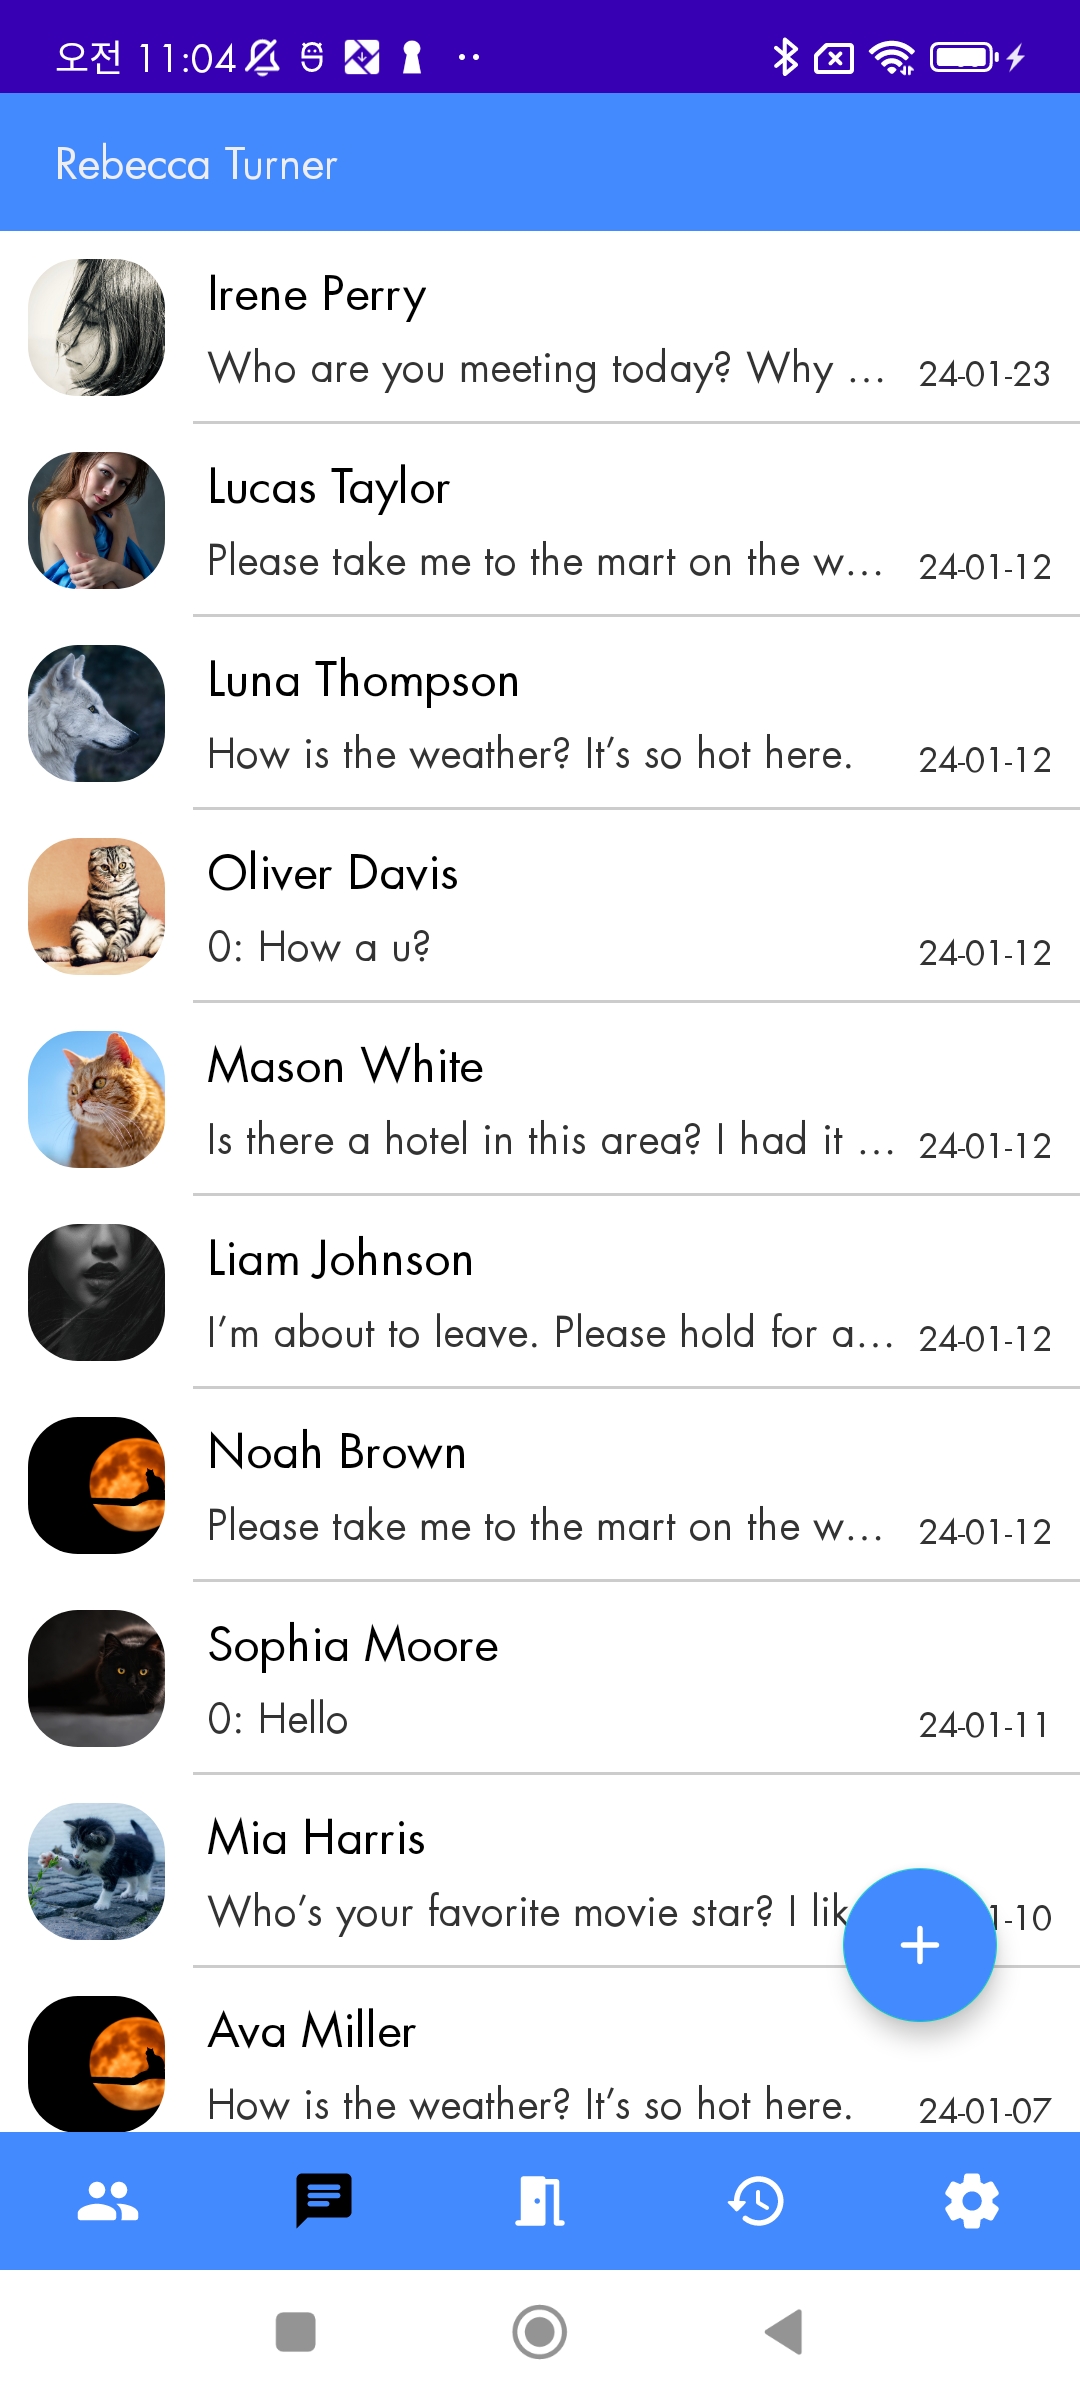 오전 11:04
Rebecca Turner
Irene Perry
Who are you meeting today? Why ... 24-01-23
Lucas Taylor
Please take me to the mart on the w... 24-01-12
Luna Thompson
How is the weather? It's so hot here. 24-01-12
Oliver Davis
0: How a u? 24-01-12
Mason White
Is there a hotel in this area? I had it ... 24-01-12
Liam Johnson
I'm about to leave. Please hold for a... 24-01-12
Noah Brown
Please take me to the mart on the w... 24-01-12
Sophia Moore
0: Hello 24-01-11
Mia Harris
Who's your favorite movie star? I lik 1-10
Ava Miller
How is the weather? It's so hot here. 24-01-07